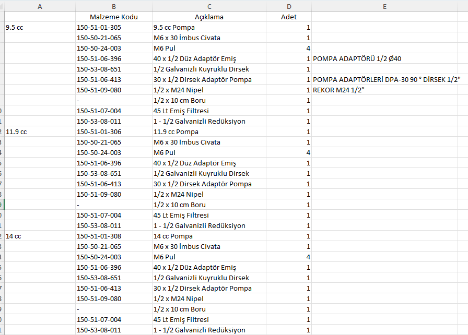 A B C D E
Malzeme Kodu Açıklama Adet
9.5 cc 150-51-01-305 9.5 cc Pompa 1
150-50-21-065 M6 x 30 İmbus Civata 1
150-50-24-003 M6 Pul 4
150-51-06-396 40 x 1/2 Düz Adaptör Emiş 1 POMPA ADAPTÖRÜ 1/2 Ø40
150-53-08-651 1/2 Galvanizli Kuyruklu Dirsek 1
150-51-06-413 30 x 1/2 Dirsek Adaptör Pompa 1 POMPA ADAPTÖRLERİ DPA-30 90 ° DİRSEK 1/2"
150-51-09-080 1/2 x M24 Nipel 1 REKOR M24 1/2"
1/2 x 10 cm Boru 1
150-51-07-004 45 Lt Emiş Filtresi 1
150-53-08-011 1 - 1/2 Galvanizli Redüksiyon 1
11.9 cc 150-51-01-306 11.9 cc Pompa 1
150-50-21-065 M6 x 30 İmbus Civata 1
150-50-24-003 M6 Pul 4
150-51-06-396 40 x 1/2 Düz Adaptör Emiş 1
150-53-08-651 1/2 Galvanizli Kuyruklu Dirsek 1
150-51-06-413 30 x 1/2 Dirsek Adaptör Pompa 1
150-51-09-080 1/2 x M24 Nipel 1
- 1/2 x 10 cm Boru 1
150-51-07-004 45 Lt Emiş Filtresi 1
150-53-08-011 1 - 1/2 Galvanizli Redüksiyon 1
14 cc 150-51-01-308 14 cc Pompa 1
150-50-21-065 M6 x 30 İmbus Civata 1
150-50-24-003 M6 Pul 4
150-51-06-396 40 x 1/2 Düz Adaptör Emiş 1
150-53-08-651 1/2 Galvanizli Kuyruklu Dirsek 1
150-51-06-413 30 x 1/2 Dirsek Adaptör Pompa 1
150-51-09-080 1/2 x M24 Nipel 1
- 1/2 x 10 cm Boru 1
150-51-07-004 45 Lt Emiş Filtresi 1
150-53-08-011 1 - 1/2 Galvanizli Redüksiyon 1